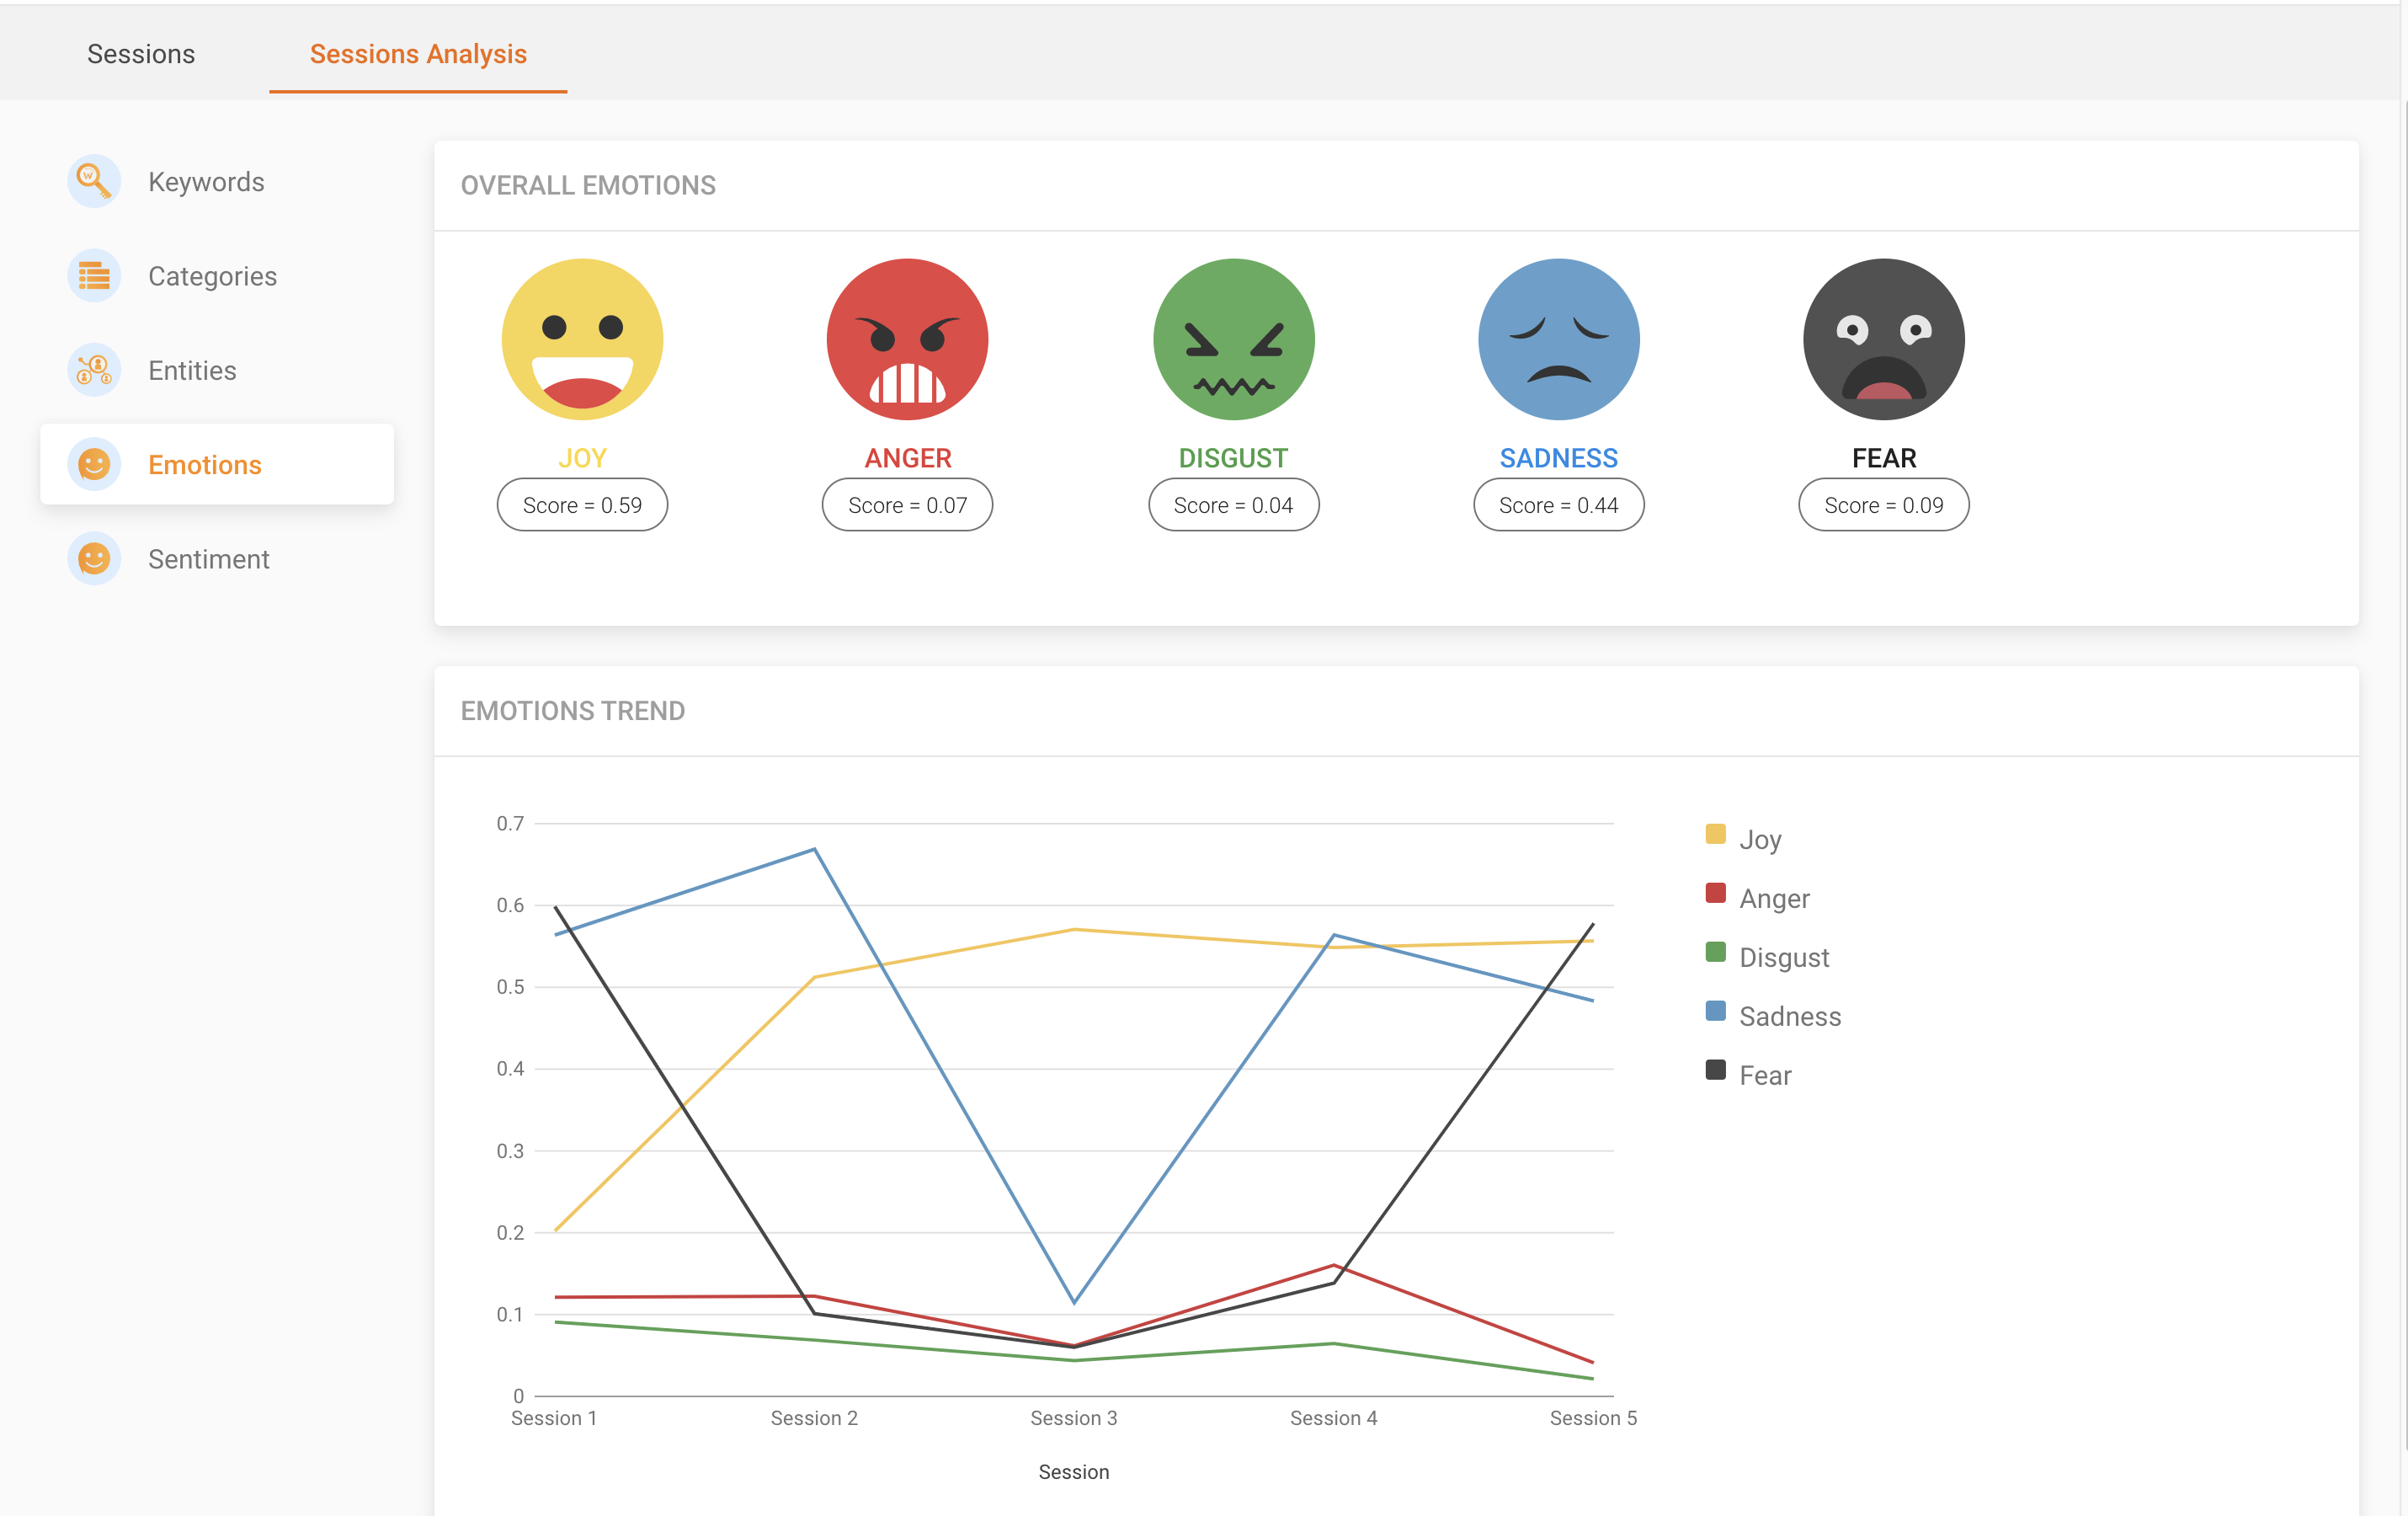 Sessions
Sessions Analysis
Keywords
Categories
Entities
Emotions
Sentiment
OVERALL EMOTIONS
JOY
Score = 0.59
ANGER
Score = 0.07
DISGUST
Score = 0.04
SADNESS
Score = 0.44
FEAR
Score = 0.09
EMOTIONS TREND
0.7
0.6
0.5
0.4
0.3
0.2
0.1
0
Session 1
Session 2
Session 3
Session 4
Session 5
Session
Joy
Anger
Disgust
Sadness
Fear